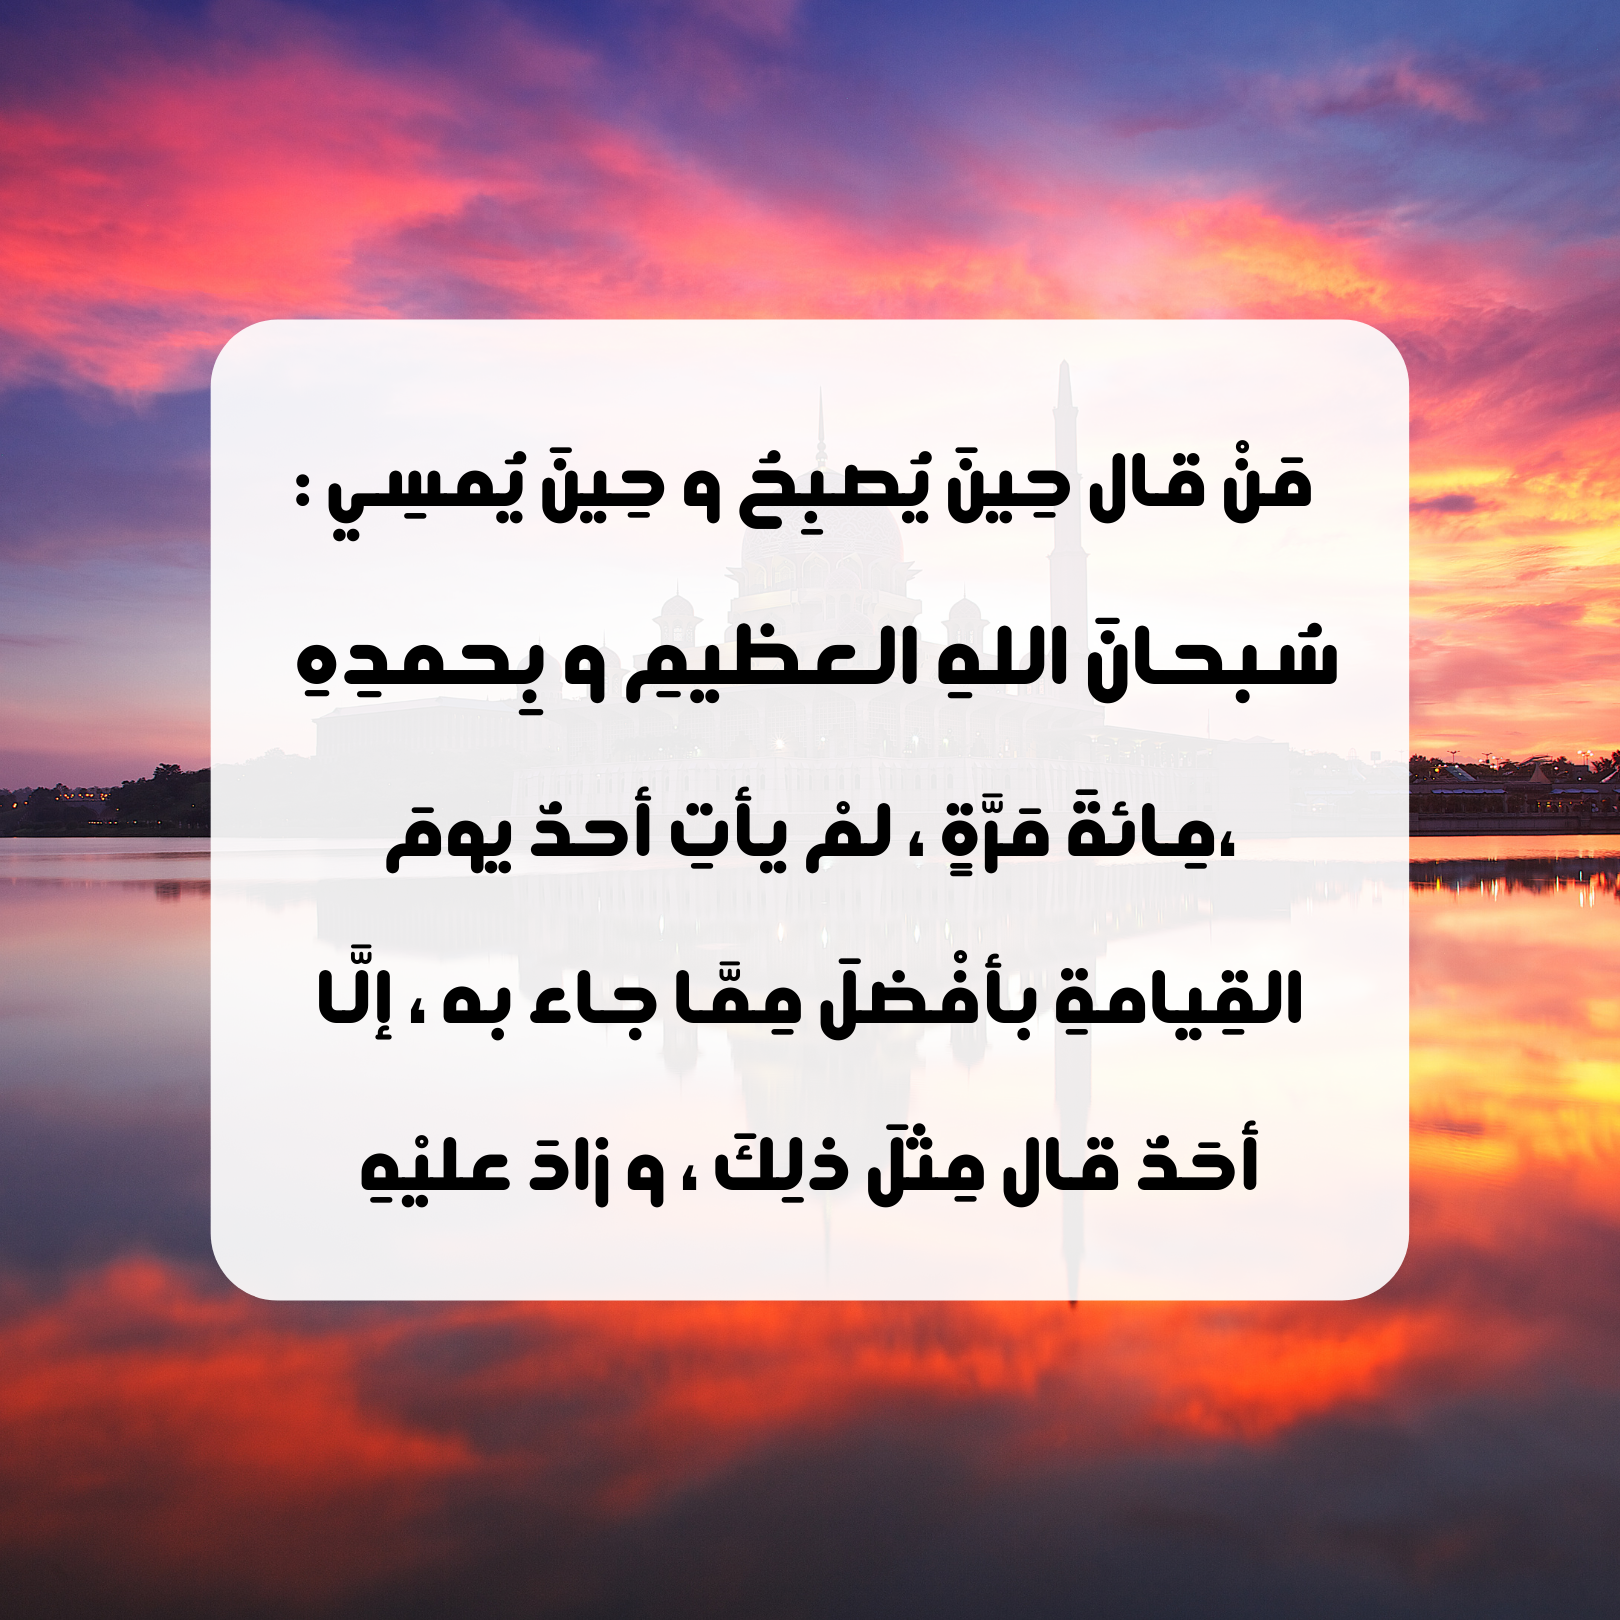 مَنْ قال حِينَ يُصبِحُ و حِينَ يُمسِي :
سُبحانَ اللهِ العظيمِ و بِحمدِهِ
،مِائةَ مَرَّةٍ ، لمْ يأتِ أحدٌ يومَ
القِيامةِ بأفْضلَ مِمَّا جاء به ، إلَّا
أحَدٌ قال مِثلَ ذلِكَ ، و زادَ عليْهِ